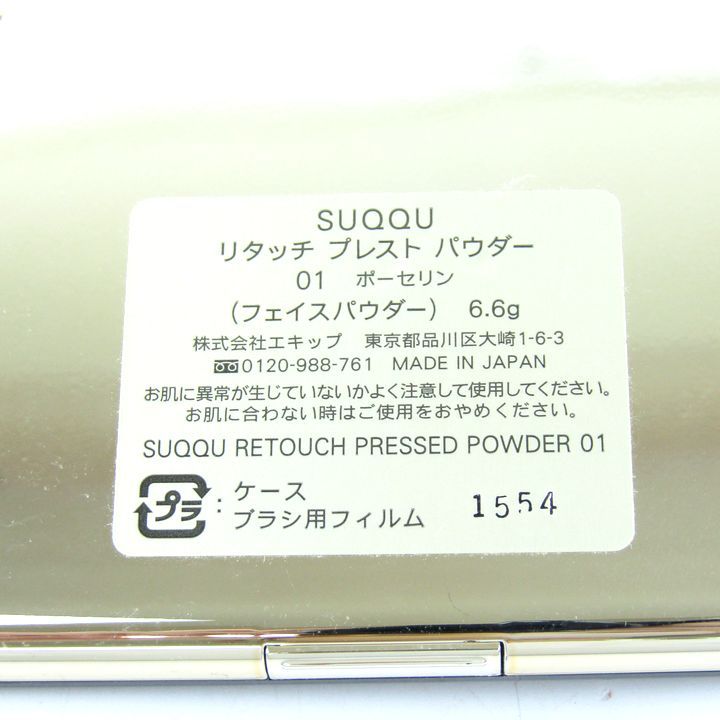 SUQQU
リタッチ プレスト パウダー
01 ポーセリン
(フェイスパウダー) 6.6g
株式会社エキップ 東京都品川区大崎1-6-3
0120-988-761 MADE IN JAPAN
お肌に異常が生じていないかよく注意して使用してください。
お肌に合わない時はご使用をおやめください。
SUQQU RETOUCH PRESSED POWDER 01
プラ : ケース
ブラシ用フィルム
1554